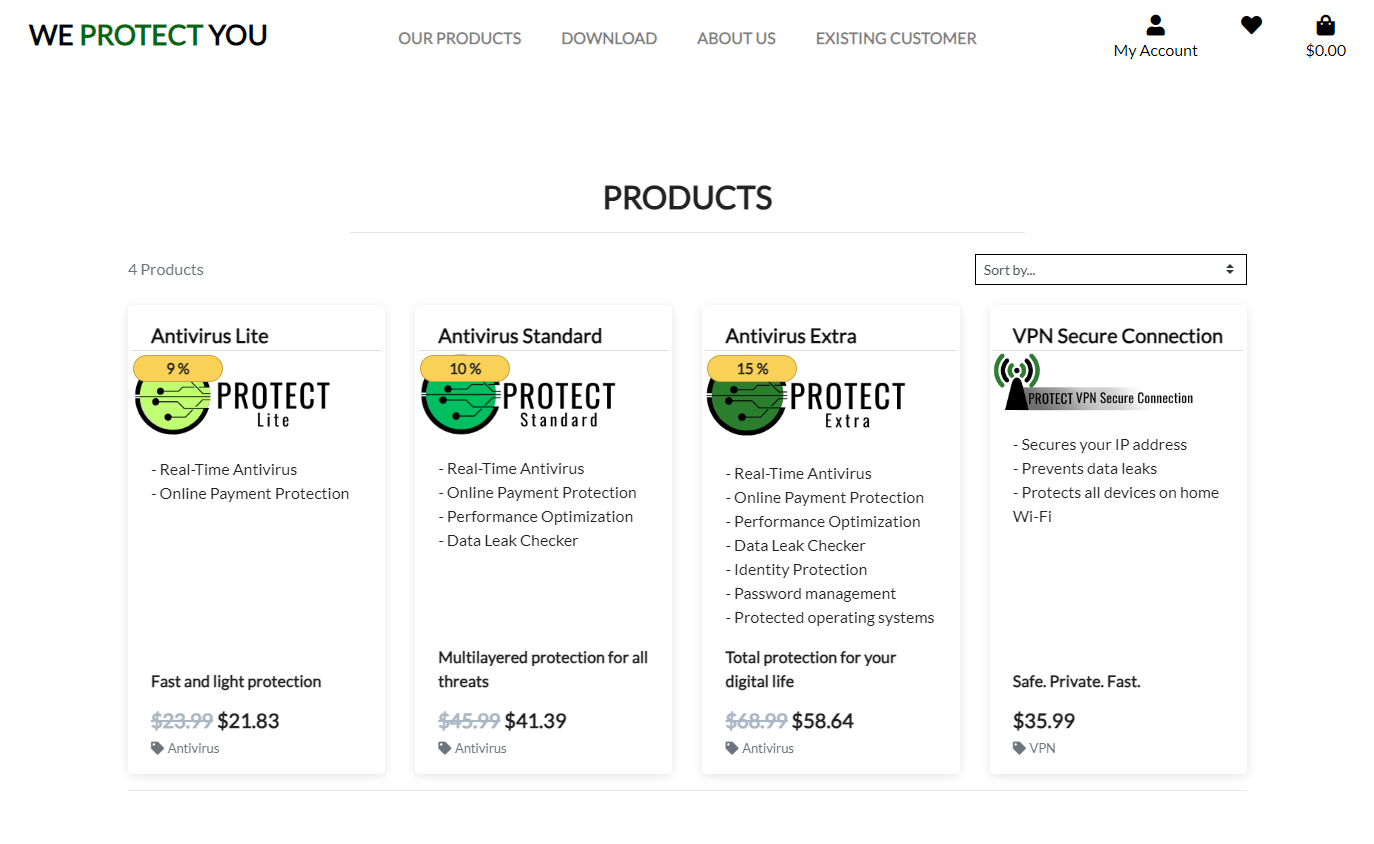 WE PROTECT YOU
OUR PRODUCTS
DOWNLOAD
ABOUT US
EXISTING CUSTOMER
My Account
$0.00
PRODUCTS
4 Products
Sort by...
Antivirus Lite
9 %
PROTECT
Lite
- Real-Time Antivirus
- Online Payment Protection
Fast and light protection
$23.99 $21.83
Antivirus
Antivirus Standard
10 %
PROTECT
Standard
- Real-Time Antivirus
- Online Payment Protection
- Performance Optimization
- Data Leak Checker
Multilayered protection for all
threats
$45.99 $41.39
Antivirus
Antivirus Extra
15 %
PROTECT
Extra
- Real-Time Antivirus
- Online Payment Protection
- Performance Optimization
- Data Leak Checker
- Identity Protection
- Password management
- Protected operating systems
Total protection for your
digital life
$68.99 $58.64
Antivirus
VPN Secure Connection
PROTECT VPN Secure Connection
- Secures your IP address
- Prevents data leaks
- Protects all devices on home
Wi-Fi
Safe. Private. Fast.
$35.99
VPN